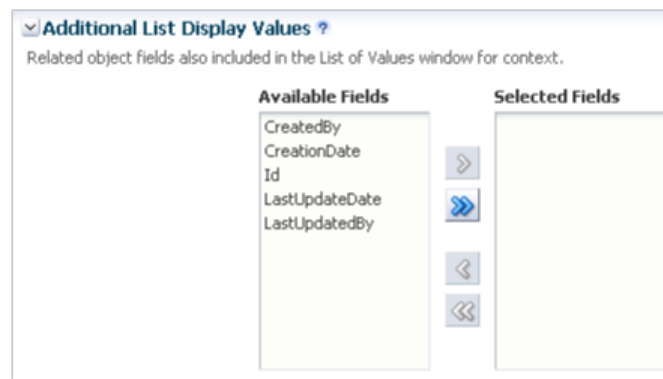 Additional List Display Values ?
Related object fields also included in the List of Values window for context.
Available Fields
Selected Fields
CreatedBy
CreationDate
Id
LastUpdateDate
LastUpdatedBy